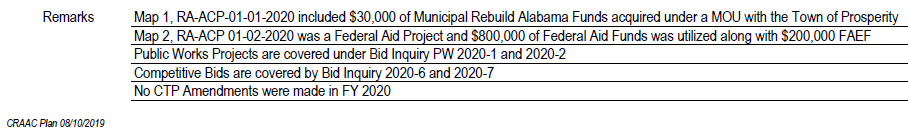 Remarks Map 1, RA-ACP-01-01-2020 included $30,000 of Municipal Rebuild Alabama Funds acquired under a MOU with the Town of Prosperity
Map 2, RA-ACP 01-02-2020 was a Federal Aid Project and $800,000 of Federal Aid Funds was utilized along with $200,000 FAEF
Public Works Projects are covered under Bid Inquiry PW 2020-1 and 2020-2
Competitive Bids are covered by Bid Inquiry 2020-6 and 2020-7
No CTP Amendments were made in FY 2020
CRAAC Plan 08/10/2019